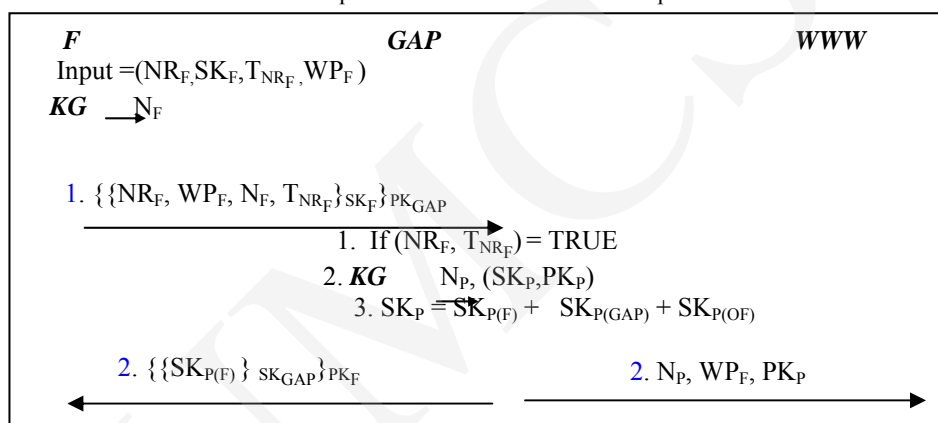 F GAP WWW
Input =(NR_F,SK_F,T_NR_F,WP_F )
KG N_F
1. {{NR_F, WP_F, N_F, T_NR_F}SK_F}PK_GAP
1. If (NR_F, T_NR_F) = TRUE
2. KG N_P, (SK_P,PK_P)
3. SK_P = SK_P(F) + SK_P(GAP) + SK_P(OF)
2. {{SK_P(F) } SK_GAP}PK_F 2. N_P, WP_F, PK_P